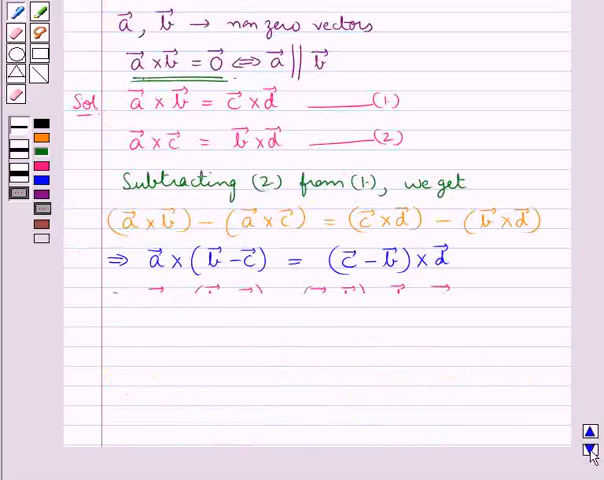 a⃗, b⃗ → non zero vectors
a⃗ × b⃗ = 0⃗ ⇔ a⃗ || b⃗
Sol a⃗ × b⃗ = c⃗ × d⃗ ——— (1.)
a⃗ × c⃗ = b⃗ × d⃗ ——— (2)
Subtracting (2) from (1.), we get
(a⃗ × b⃗) − (a⃗ × c⃗) = (c⃗ × d⃗) − (b⃗ × d⃗)
⇒ a⃗ × (b⃗ − c⃗) = (c⃗ − b⃗) × d⃗